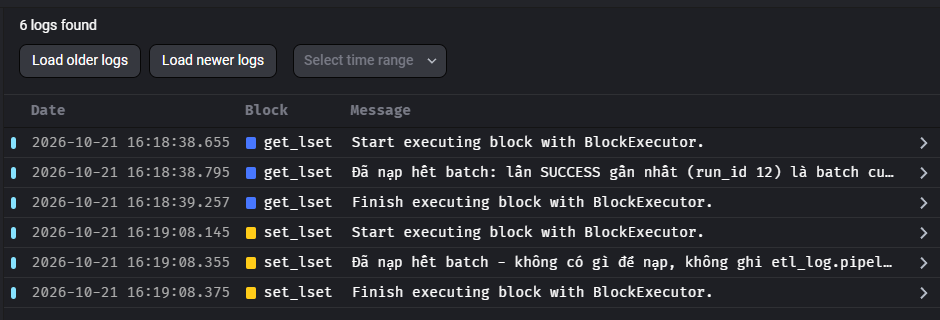 6 logs found
Load older logs Load newer logs Select time range
Date Block Message
2026-10-21 16:18:38.655 get_lset Start executing block with BlockExecutor.
2026-10-21 16:18:38.795 get_lset Đã nạp hết batch: lần SUCCESS gần nhất (run_id 12) là batch cu…
2026-10-21 16:18:39.257 get_lset Finish executing block with BlockExecutor.
2026-10-21 16:19:08.145 set_lset Start executing block with BlockExecutor.
2026-10-21 16:19:08.355 set_lset Đã nạp hết batch - không có gì để nạp, không ghi etl_log.pipel…
2026-10-21 16:19:08.375 set_lset Finish executing block with BlockExecutor.